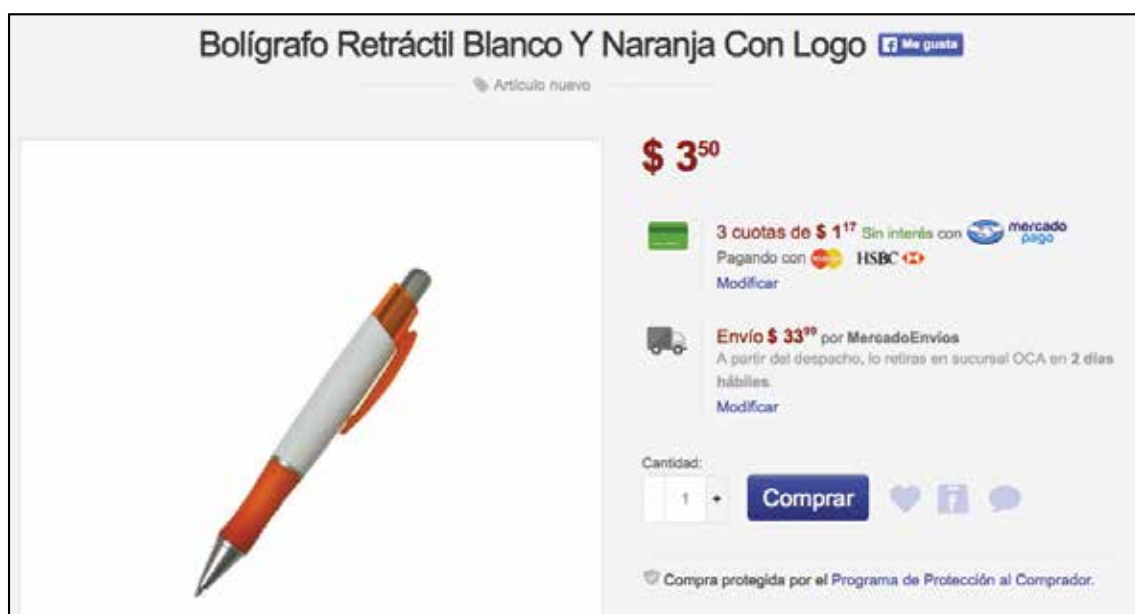 Bolígrafo Retráctil Blanco Y Naranja Con Logo Me gusta
Artículo nuevo
$ 3⁵⁰
3 cuotas de $ 1¹⁷ Sin interés con mercado pago
Pagando con HSBC
Modificar
Envío $ 33⁹⁹ por MercadoEnvíos
A partir del despacho, lo retiras en sucursal OCA en 2 días
hábiles.
Modificar
Cantidad:
1 + Comprar
Compra protegida por el Programa de Protección al Comprador.